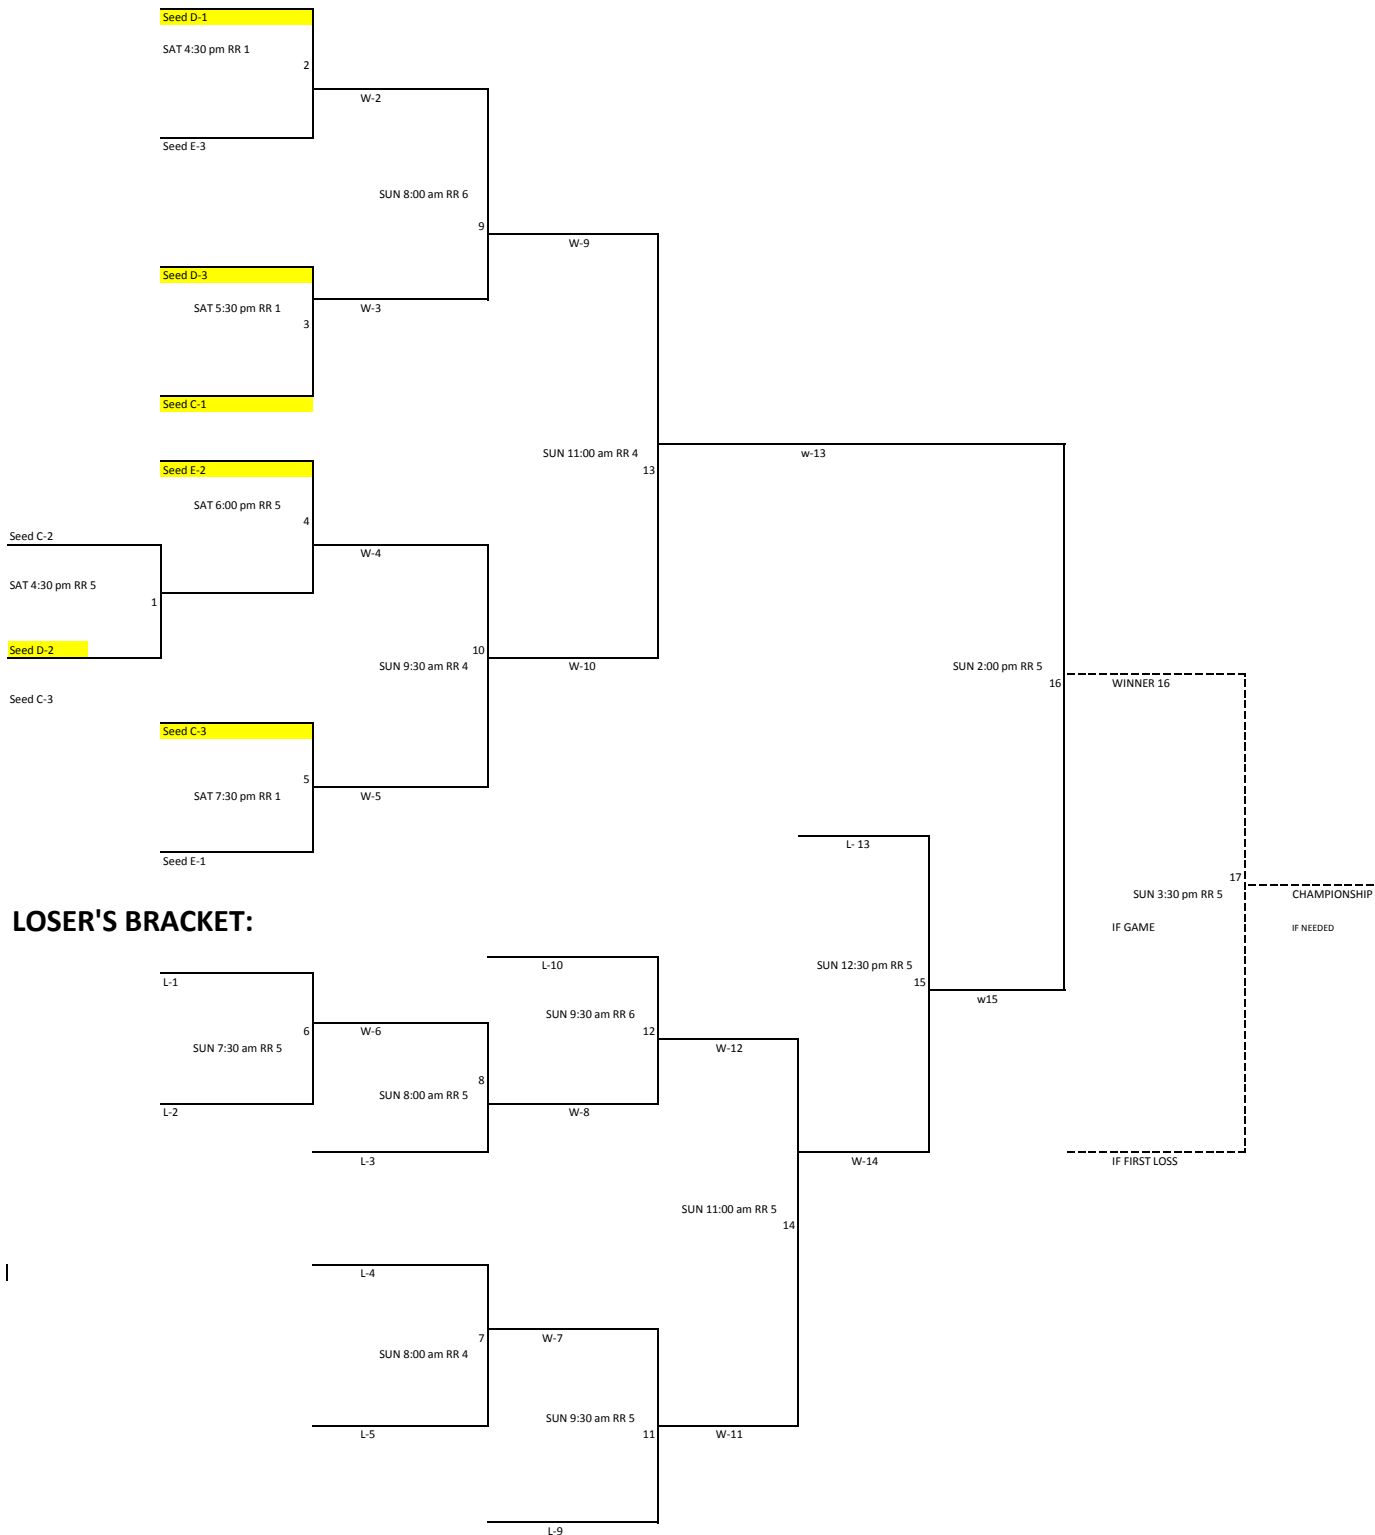 Seed D-1
SAT 4:30 pm RR 1
2
W-2
Seed E-3
SUN 8:00 am RR 6
9
W-9
Seed D-3
SAT 5:30 pm RR 1
W-3
3
Seed C-1
SUN 11:00 am RR 4
w-13
13
Seed E-2
SAT 6:00 pm RR 5
4
Seed C-2
W-4
SAT 4:30 pm RR 5
1
Seed D-2
10
SUN 9:30 am RR 4
W-10
SUN 2:00 pm RR 5
16
WINNER 16
Seed C-3
Seed C-3
5
SAT 7:30 pm RR 1
W-5
L- 13
Seed E-1
17
SUN 3:30 pm RR 5
CHAMPIONSHIP
LOSER'S BRACKET:
IF GAME
IF NEEDED
L-10
SUN 12:30 pm RR 5
15
L-1
w15
SUN 9:30 am RR 6
6
W-6
12
SUN 7:30 am RR 5
W-12
8
SUN 8:00 am RR 5
L-2
W-8
L-3
W-14
IF FIRST LOSS
SUN 11:00 am RR 5
14
L-4
7
W-7
SUN 8:00 am RR 4
SUN 9:30 am RR 5
L-5
11
W-11
L-9